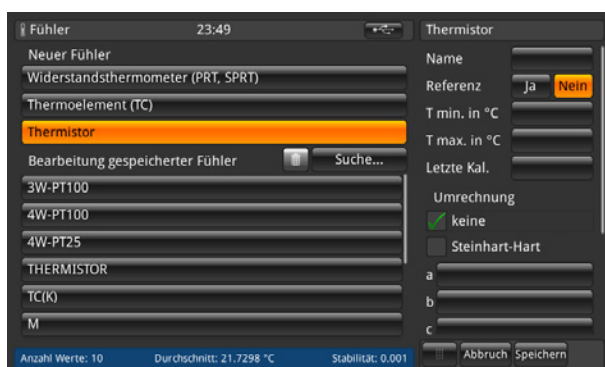 Fühler 23:49
Neuer Fühler
Widerstandsthermometer (PRT, SPRT)
Thermoelement (TC)
Thermistor
Bearbeitung gespeicherter Fühler Suche...
3W-PT100
4W-PT100
4W-PT25
THERMISTOR
TC(K)
M
Anzahl Werte: 10 Durchschnitt: 21.7298 °C Stabilität: 0.001
Thermistor
Name
Referenz Ja Nein
T min. in °C
T max. in °C
Letzte Kal.
Umrechnung
keine
Steinhart-Hart
a
b
c
Abbruch Speichern